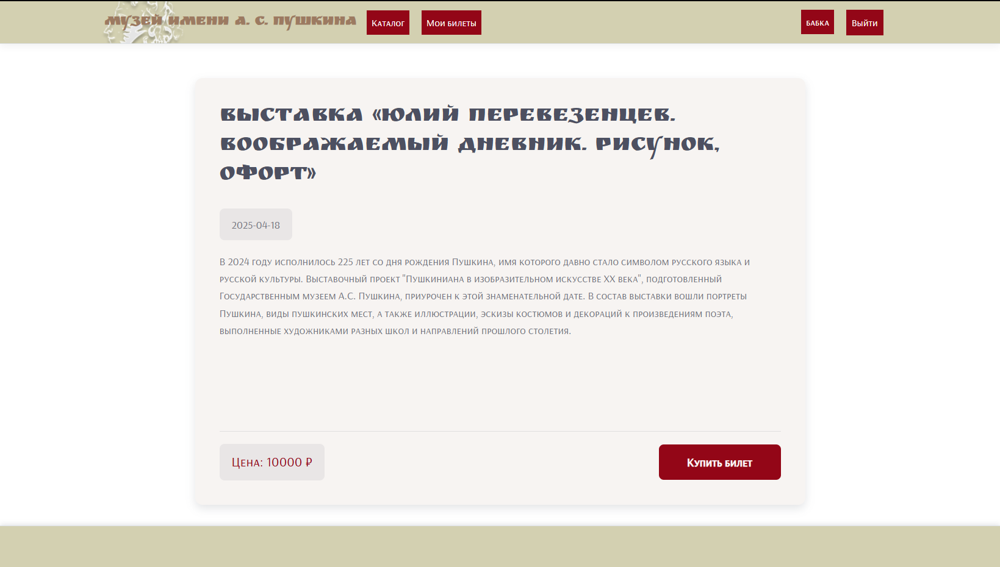 Музей имени А. С. Пушкина Каталог Мои билеты бабка Выйти
Выставка «Юлий Перевезенцев.
Воображаемый дневник. Рисунок,
офорт»
2025-04-18
В 2024 году исполнилось 225 лет со дня рождения Пушкина, имя которого давно стало символом русского языка и
русской культуры. Выставочный проект "Пушкиниана в изобразительном искусстве XX века", подготовленный
Государственным музеем А.С. Пушкина, приурочен к этой знаменательной дате. В состав выставки вошли портреты
Пушкина, виды пушкинских мест, а также иллюстрации, эскизы костюмов и декораций к произведениям поэта,
выполненные художниками разных школ и направлений прошлого столетия.
Цена: 10000 ₽
Купить билет